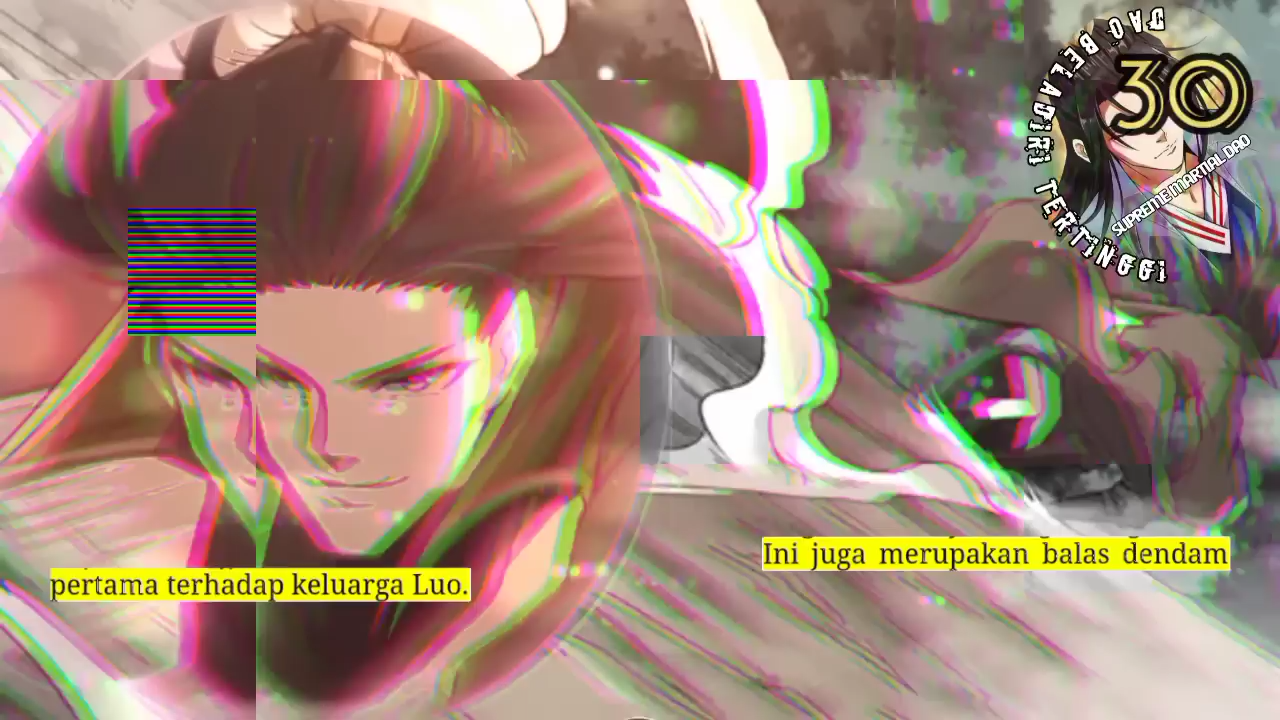 DAO BELADIRI TERTINGGI
30
SUPREME MARTIAL DAO
Ini juga merupakan balas dendam
pertama terhadap keluarga Luo.